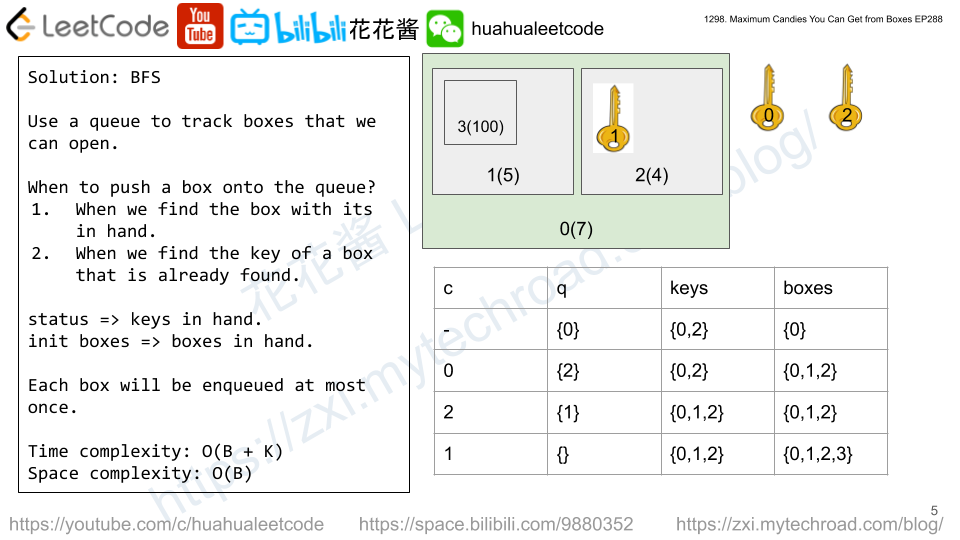 LeetCode You Tube bilibili 花花酱 huahualeetcode
1298. Maximum Candies You Can Get from Boxes EP288
Solution: BFS
Use a queue to track boxes that we
can open.
When to push a box onto the queue?
1. When we find the box with its
in hand.
2. When we find the key of a box
that is already found.
status => keys in hand.
init boxes => boxes in hand.
Each box will be enqueued at most
once.
Time complexity: O(B + K)
Space complexity: O(B)
3(100)
1
1(5)
2(4)
0(7)
0
2
c q keys boxes
- {0} {0,2} {0}
0 {2} {0,2} {0,1,2}
2 {1} {0,1,2} {0,1,2}
1 {} {0,1,2} {0,1,2,3}
https://zxi.mytechroad.com/blog/
5
https://youtube.com/c/huahualeetcode https://space.bilibili.com/9880352 https://zxi.mytechroad.com/blog/